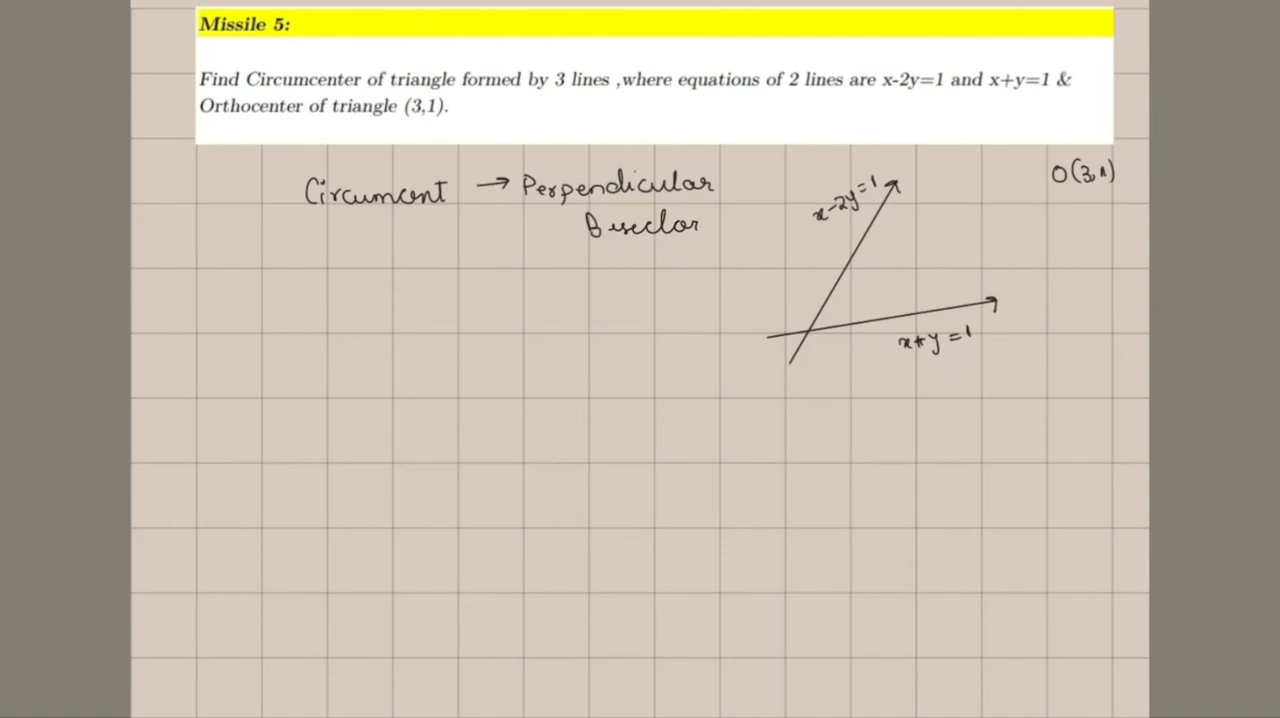 Missile 5:
Find Circumcenter of triangle formed by 3 lines ,where equations of 2 lines are x-2y=1 and x+y=1 &
Orthocenter of triangle (3,1).
Circumcent → Perpendicular
Bisector
x-2y=1
O(3,1)
x+y=1